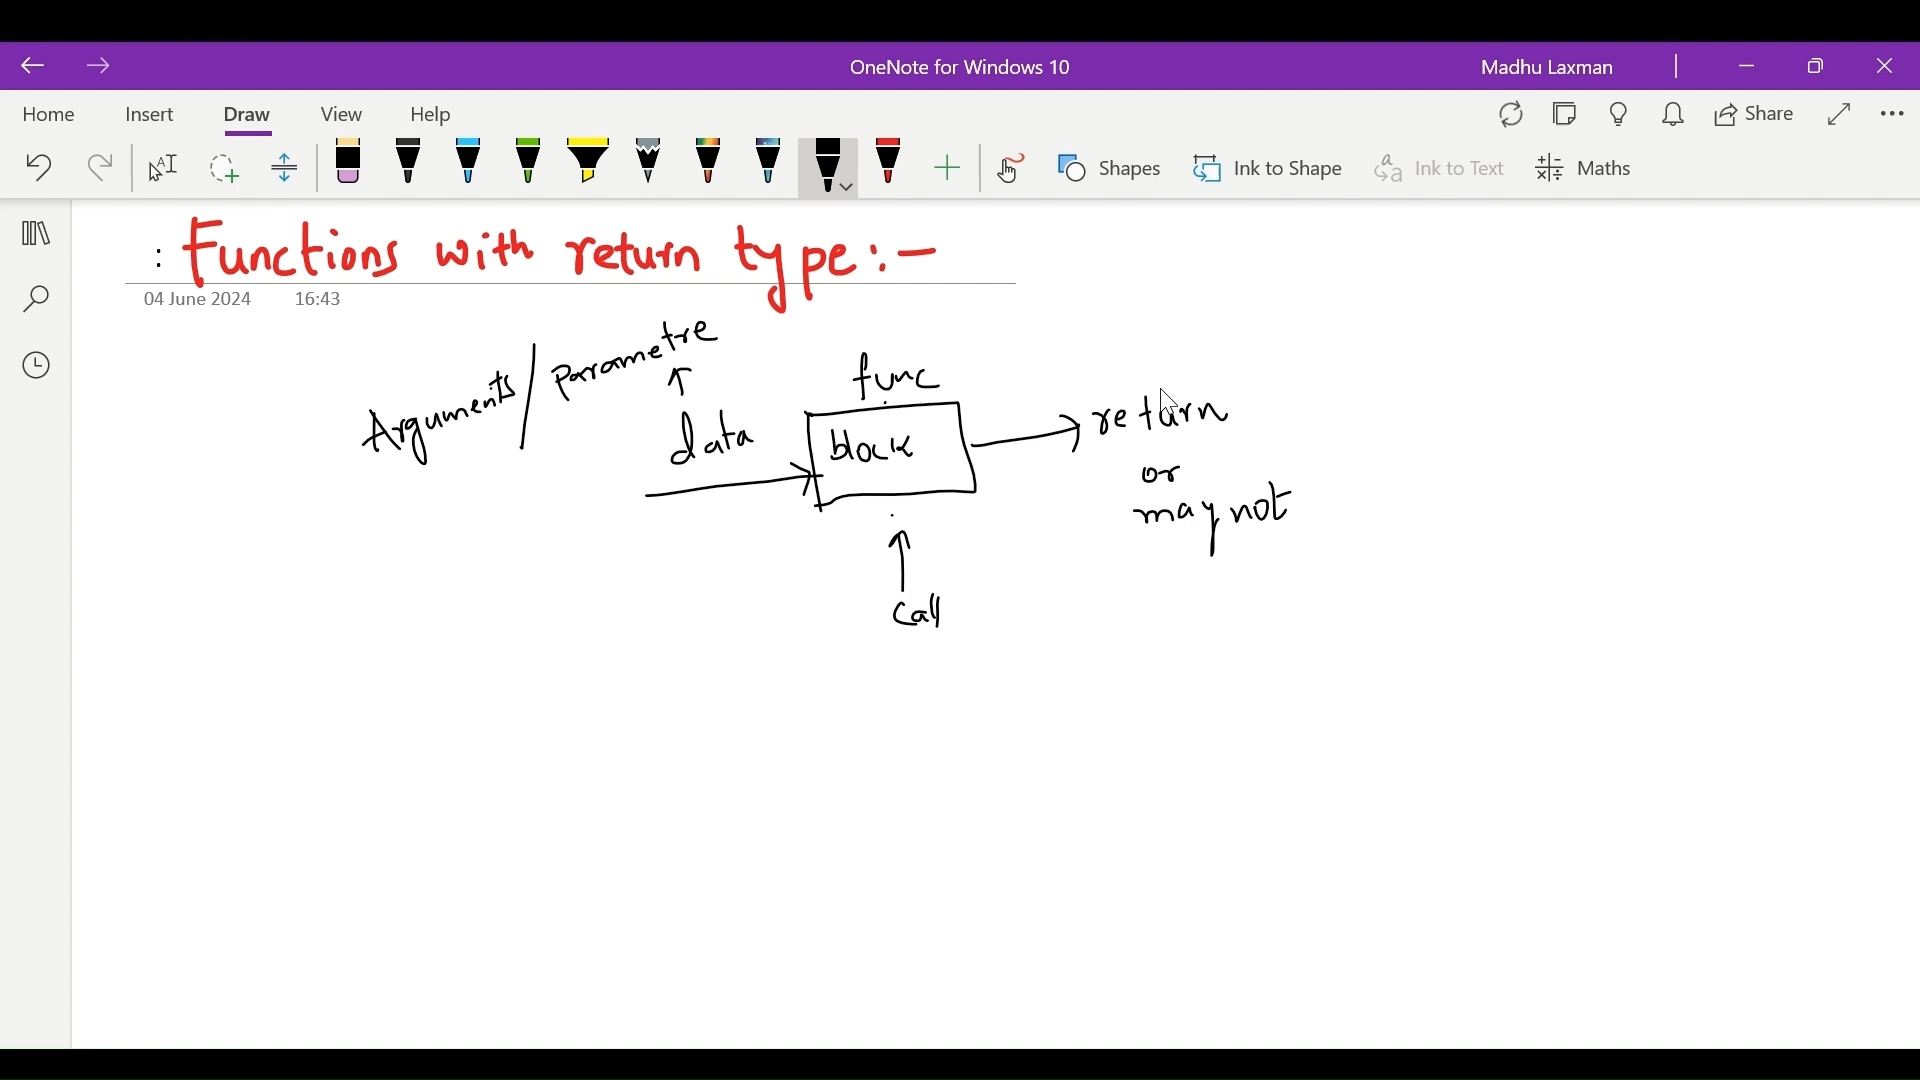 OneNote for Windows 10
Madhu Laxman
Home Insert Draw View Help
Share
Shapes Ink to Shape Ink to Text Maths
: Functions with return type:-
04 June 2024 16:43
Arguments/parametre
func
data
block
return
or
may not
call